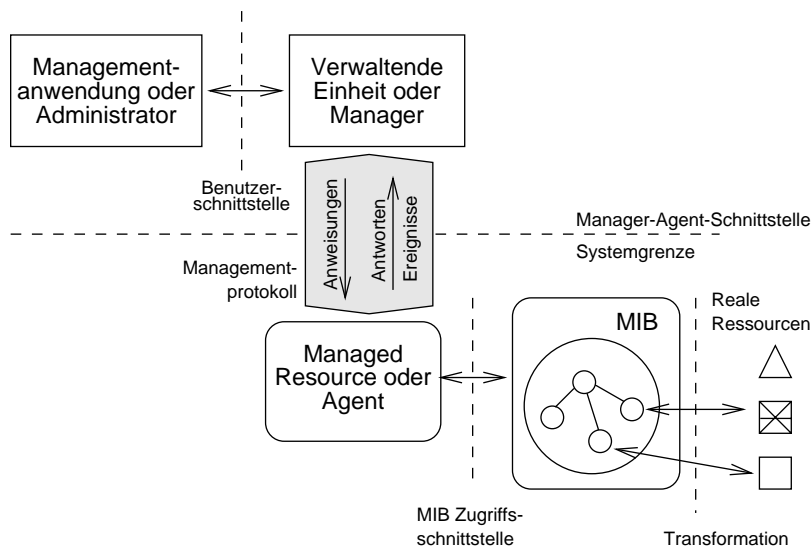 Management-
anwendung oder
Administrator
Verwaltende
Einheit oder
Manager
Benutzer-
schnittstelle
Anweisungen
Antworten
Ereignisse
Manager-Agent-Schnittstelle
Systemgrenze
Management-
protokoll
Managed
Resource oder
Agent
MIB
Reale
Ressourcen
MIB Zugriffs-
schnittstelle
Transformation